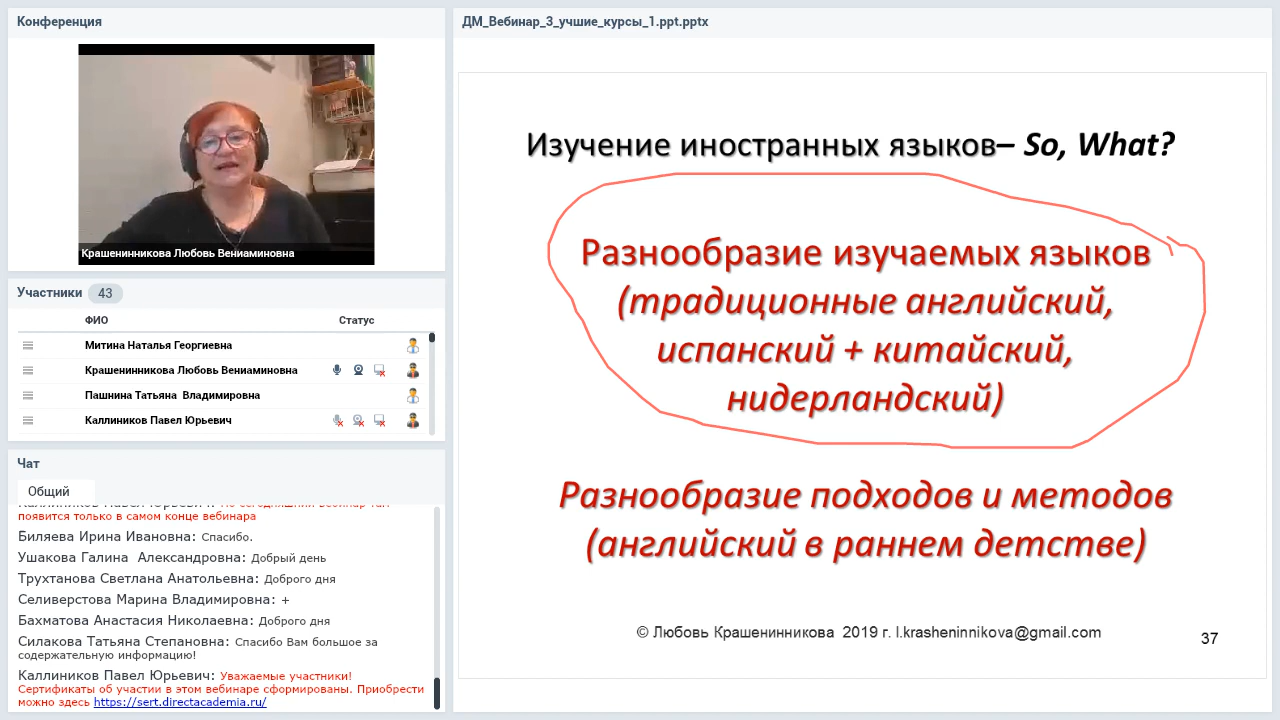 Конференция
Крашенинникова Любовь Вениаминовна
Участники 43
ФИО Статус
Митина Наталья Георгиевна
Крашенинникова Любовь Вениаминовна
Пашнина Татьяна Владимировна
Каллиников Павел Юрьевич
Чат
Общий
появится только в самом конце вебинара
Биляева Ирина Ивановна: Спасибо.
Ушакова Галина Александровна: Добрый день
Трухтанова Светлана Анатольевна: Доброго дня
Селиверстова Марина Владимировна: +
Бахматова Анастасия Николаевна: Доброго дня
Силакова Татьяна Степановна: Спасибо Вам большое за
содержательную информацию!
Каллиников Павел Юрьевич: Уважаемые участники!
Сертификаты об участии в этом вебинаре сформированы. Приобрести
можно здесь https://sert.directacademia.ru/
ДМ_Вебинар_3_учшие_курсы_1.ppt.pptx
Изучение иностранных языков– So, What?
Разнообразие изучаемых языков
(традиционные английский,
испанский + китайский,
нидерландский)
Разнообразие подходов и методов
(английский в раннем детстве)
© Любовь Крашенинникова 2019 г. l.krasheninnikova@gmail.com
37